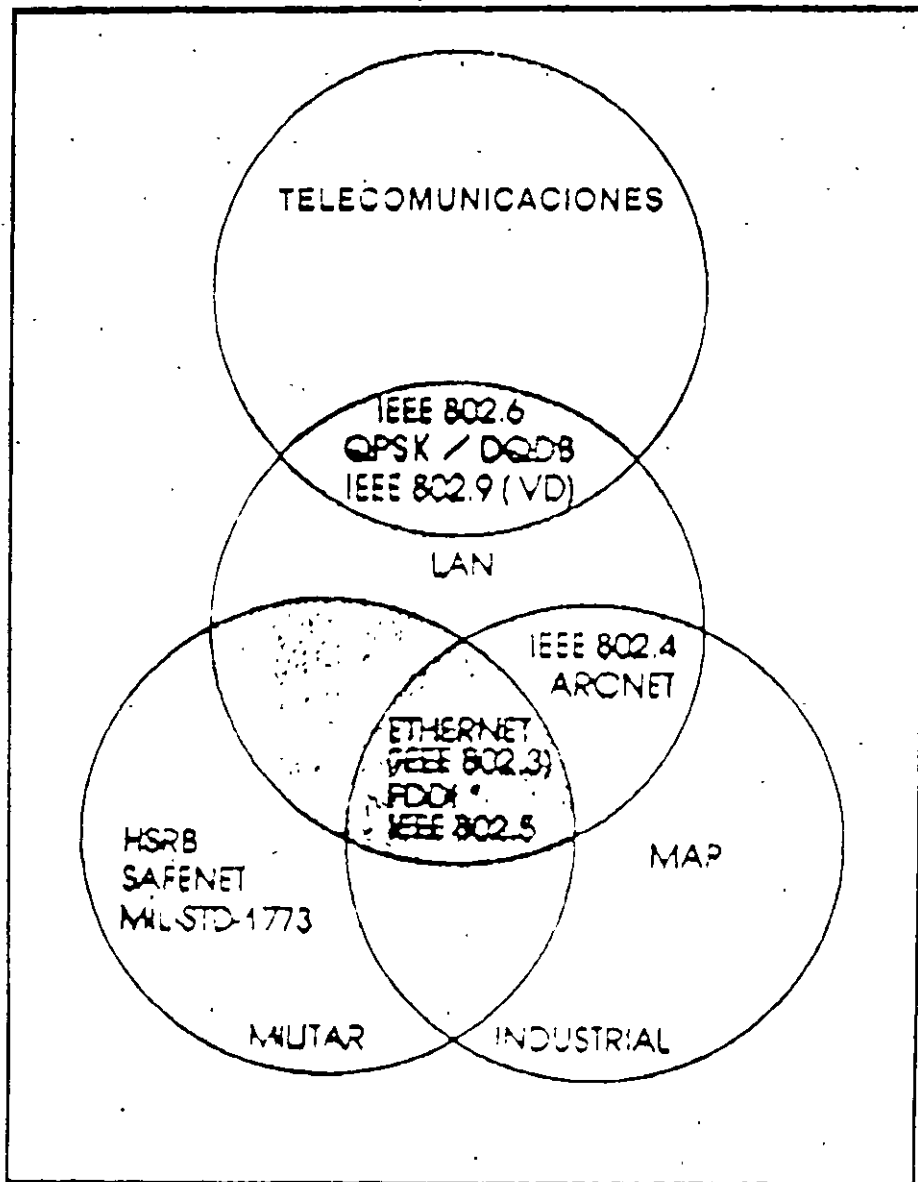 TELECOMUNICACIONES
IEEE 802.6
QPSK / DQDB
IEEE 802.9 (VD)
LAN
IEEE 802.4
ARCNET
ETHERNET
(IEEE 802.3)
FDDI
IEEE 802.5
HSRB
SAFENET
MIL-STD-1773
MAP
MILITAR
INDUSTRIAL